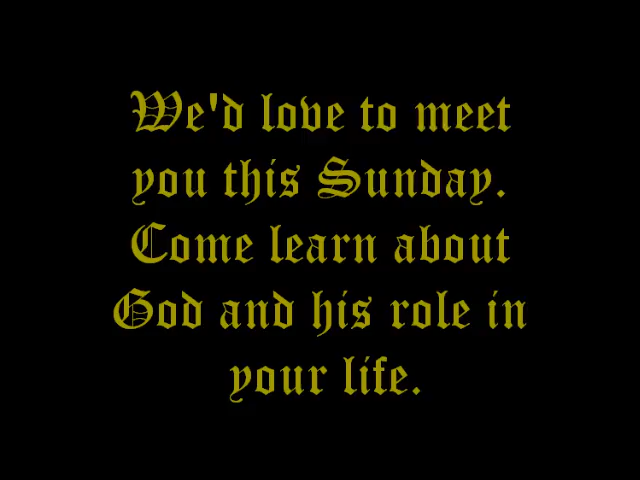 We'd love to meet
you this Sunday.
Come learn about
God and his role in
your life.